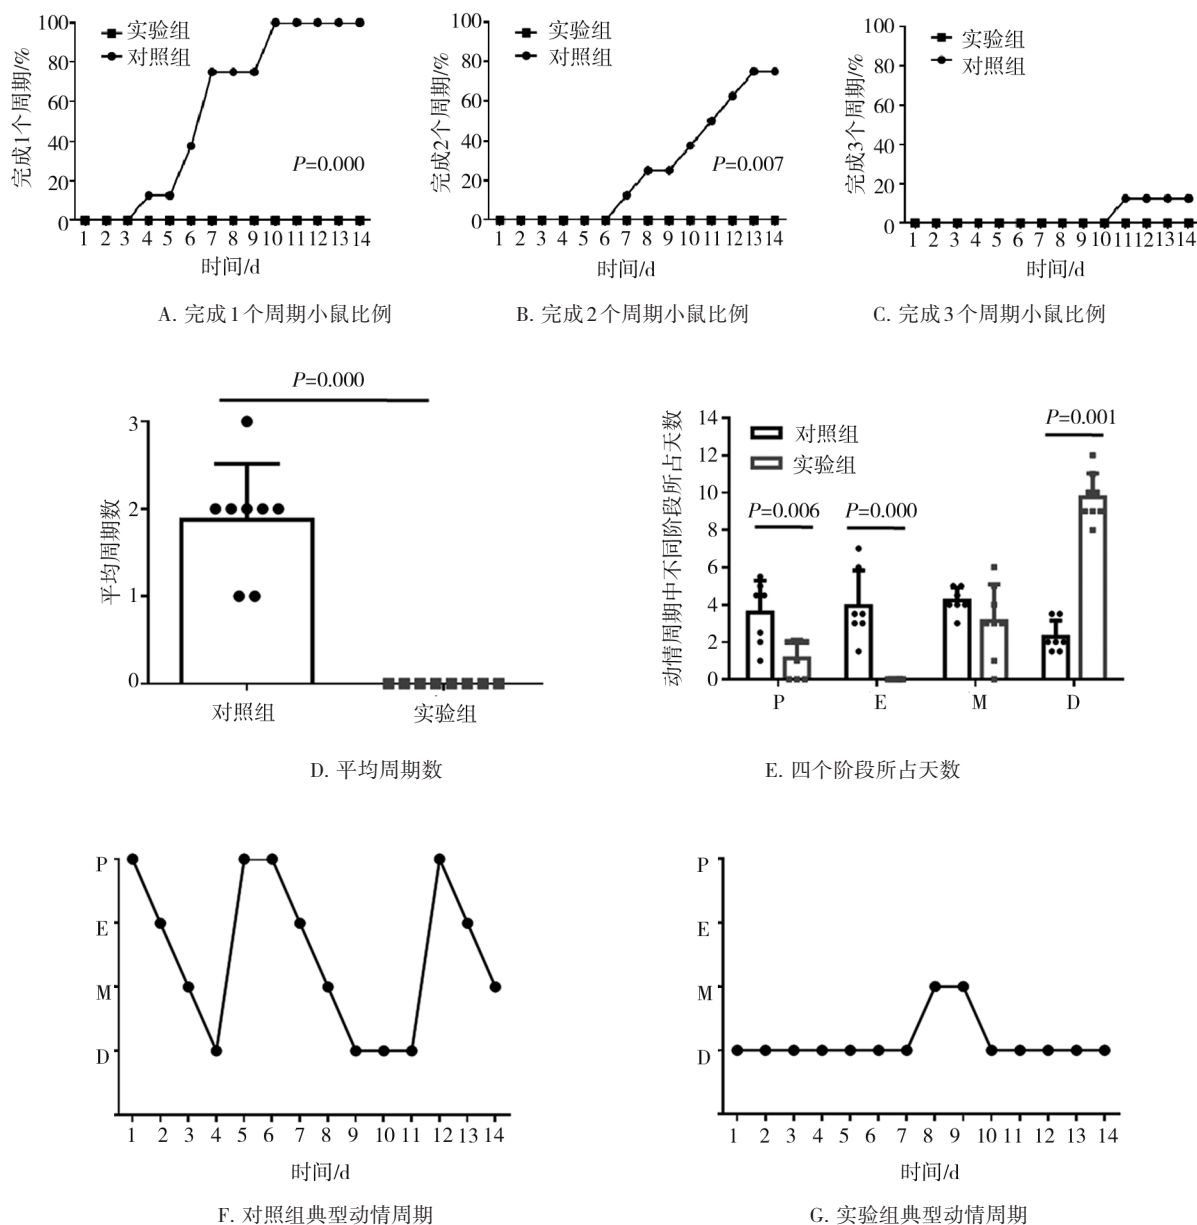 完成1个周期/%
100
80
60
40
20
0
实验组
对照组
P=0.000
1 2 3 4 5 6 7 8 9 10 11 12 13 14
时间/d
A. 完成1个周期小鼠比例
完成2个周期/%
100
80
60
40
20
0
实验组
对照组
P=0.007
1 2 3 4 5 6 7 8 9 10 11 12 13 14
时间/d
B. 完成2个周期小鼠比例
完成3个周期/%
100
80
60
40
20
0
实验组
对照组
1 2 3 4 5 6 7 8 9 10 11 12 13 14
时间/d
C. 完成3个周期小鼠比例
平均周期数
3
2
1
0
P=0.000
对照组 实验组
D. 平均周期数
动情周期中不同阶段所占天数
14
12
10
8
6
4
2
0
对照组
实验组
P=0.006
P=0.000
P=0.001
P E M D
E. 四个阶段所占天数
P
E
M
D
1 2 3 4 5 6 7 8 9 10 11 12 13 14
时间/d
F. 对照组典型动情周期
P
E
M
D
1 2 3 4 5 6 7 8 9 10 11 12 13 14
时间/d
G. 实验组典型动情周期